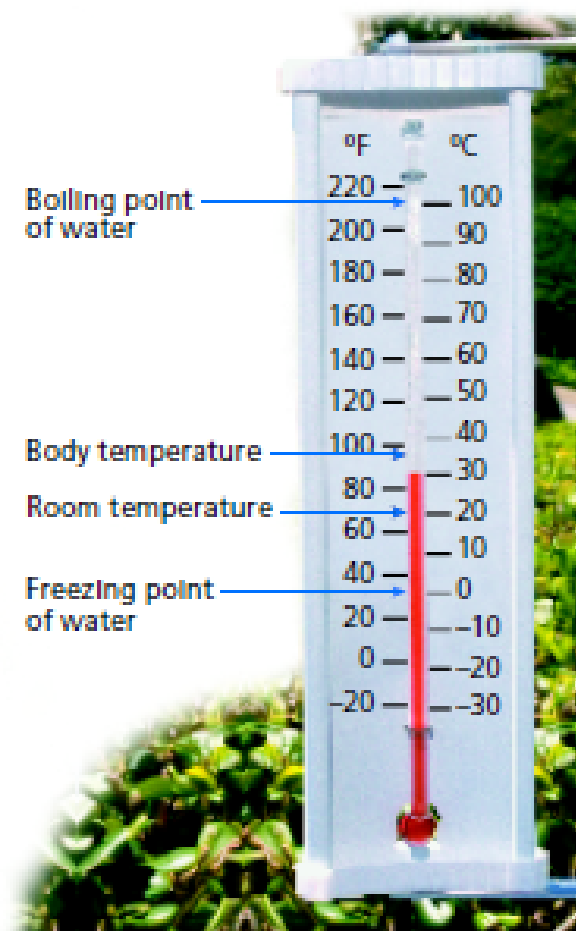 °F °C
Boiling point
of water
220 100
200 90
180 80
160 70
140 60
120 50
Body temperature
100 40
80 30
Room temperature
60 20
40 10
Freezing point
of water
20 0
0 –10
–20 –20
–30